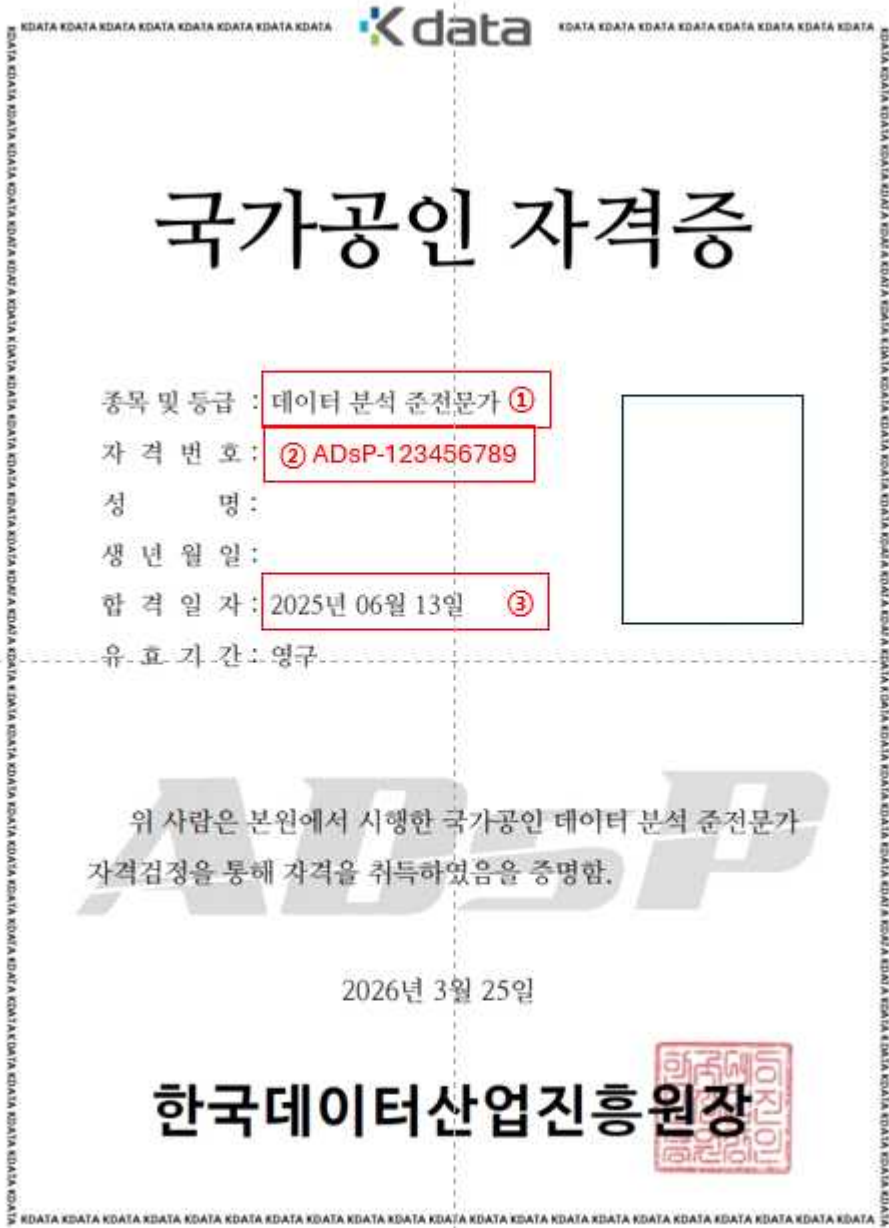 KDATA KDATA KDATA KDATA KDATA KDATA KDATA
Kdata
KDATA KDATA KDATA KDATA KDATA KDATA KDATA
국가공인 자격증
종목 및 등급 : 데이터 분석 준전문가 ①
자 격 번 호 : ② ADsP-123456789
성 명 :
생 년 월 일 :
합 격 일 자 : 2025년 06월 13일 ③
유 효 기 간 : 영구
ADsP
위 사람은 본원에서 시행한 국가공인 데이터 분석 준전문가
자격검정을 통해 자격을 취득하였음을 증명함.
2026년 3월 25일
한국데이터산업진흥원장